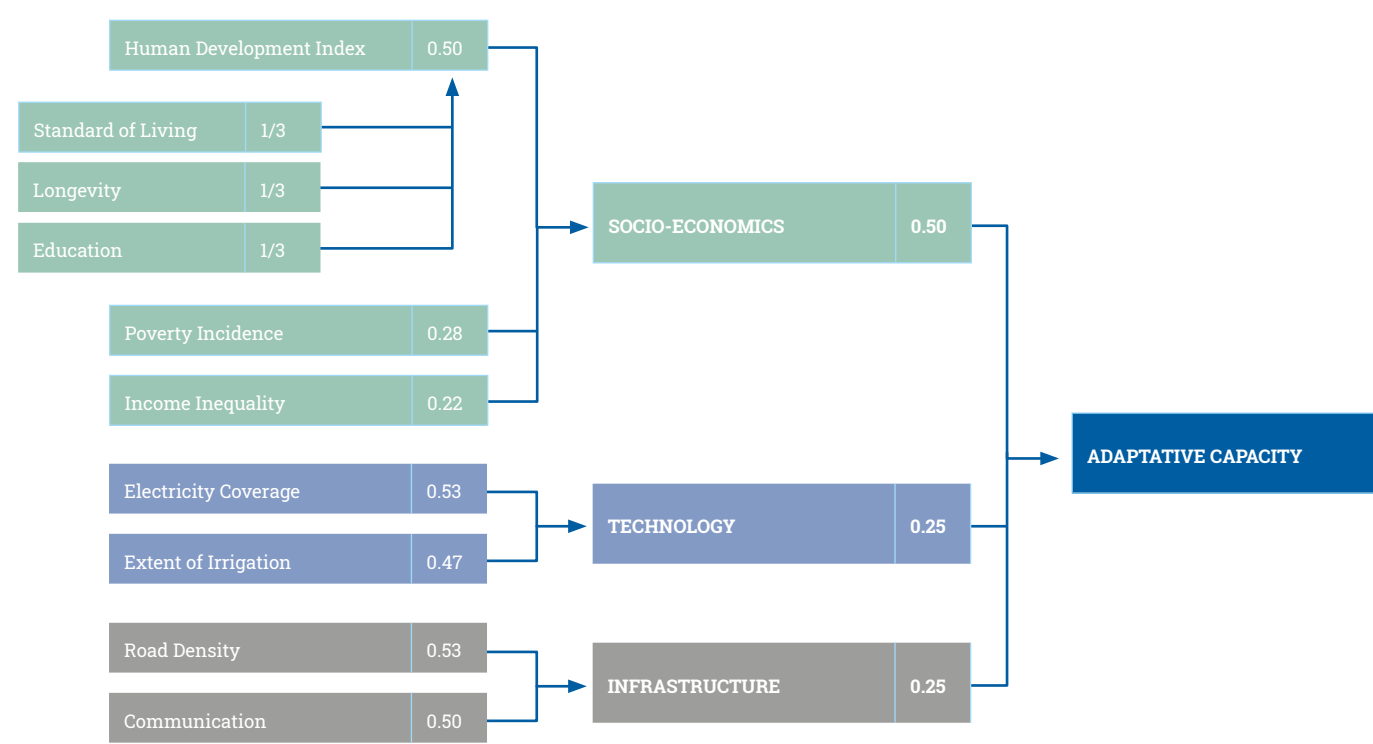 Human Development Index 0.50
Standard of Living 1/3
Longevity 1/3
Education 1/3
Poverty Incidence 0.28
Income Inequality 0.22
SOCIO-ECONOMICS 0.50
Electricity Coverage 0.53
Extent of Irrigation 0.47
TECHNOLOGY 0.25
Road Density 0.53
Communication 0.50
INFRASTRUCTURE 0.25
ADAPTATIVE CAPACITY